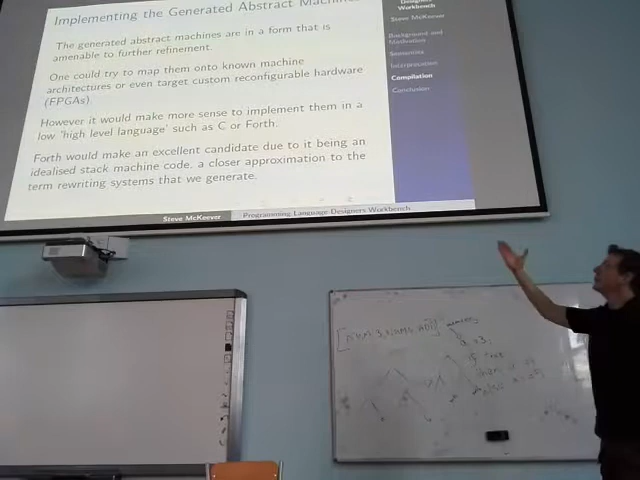 Implementing the Generated Abstract Machines
The generated abstract machines are in a form that is
amenable to further refinement.
One could try to map them onto known machine
architectures or even target custom reconfigurable hardware
(FPGAs)
However it would make more sense to implement them in a
low 'high level language' such as C or Forth.
Forth would make an excellent candidate due to it being an
idealised stack machine code. a closer approximation to the
term rewriting systems that we generate.
Designers
Workbench
Steve McKeever
Background and
Motivation
Semantics
Interpretation
Compilation
Conclusion
Steve McKeever
Programming Language Designers Workbench